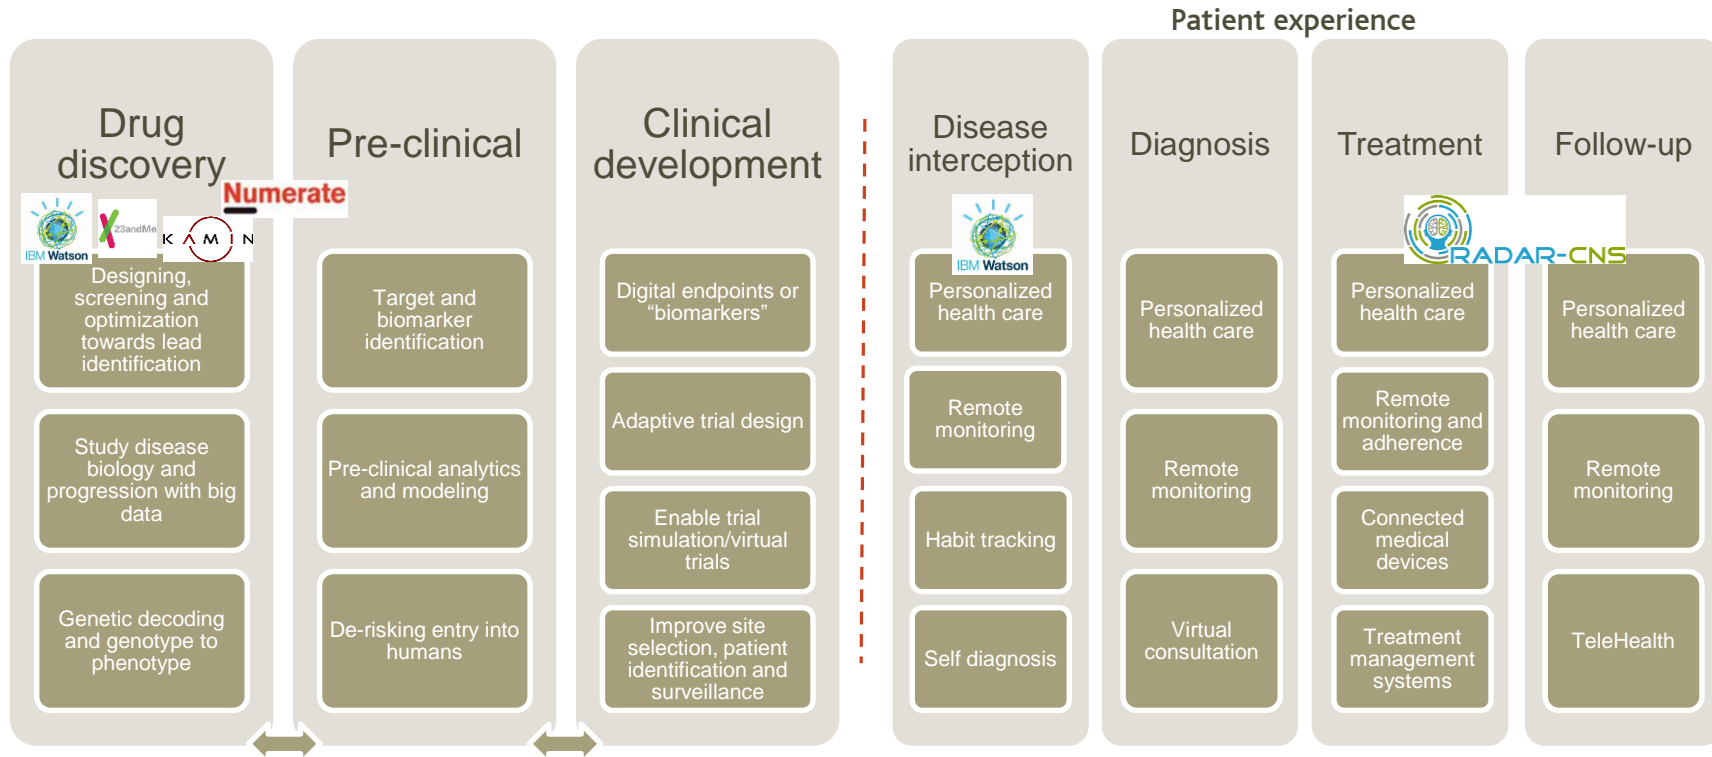 Patient experience
Drug
discovery
IBM Watson
23andMe
KAMIN
Numerate
Designing,
screening and
optimization
towards lead
identification
Study disease
biology and
progression with big
data
Genetic decoding
and genotype to
phenotype
Pre-clinical
Target and
biomarker
identification
Pre-clinical analytics
and modeling
De-risking entry into
humans
Clinical
development
Digital endpoints or
“biomarkers”
Adaptive trial design
Enable trial
simulation/virtual
trials
Improve site
selection, patient
identification and
surveillance
Disease
interception
IBM Watson
Personalized
health care
Remote
monitoring
Habit tracking
Self diagnosis
Diagnosis
Personalized
health care
Remote
monitoring
Virtual
consultation
Treatment
RADAR-CNS
Personalized
health care
Remote
monitoring and
adherence
Connected
medical
devices
Treatment
management
systems
Follow-up
Personalized
health care
Remote
monitoring
TeleHealth